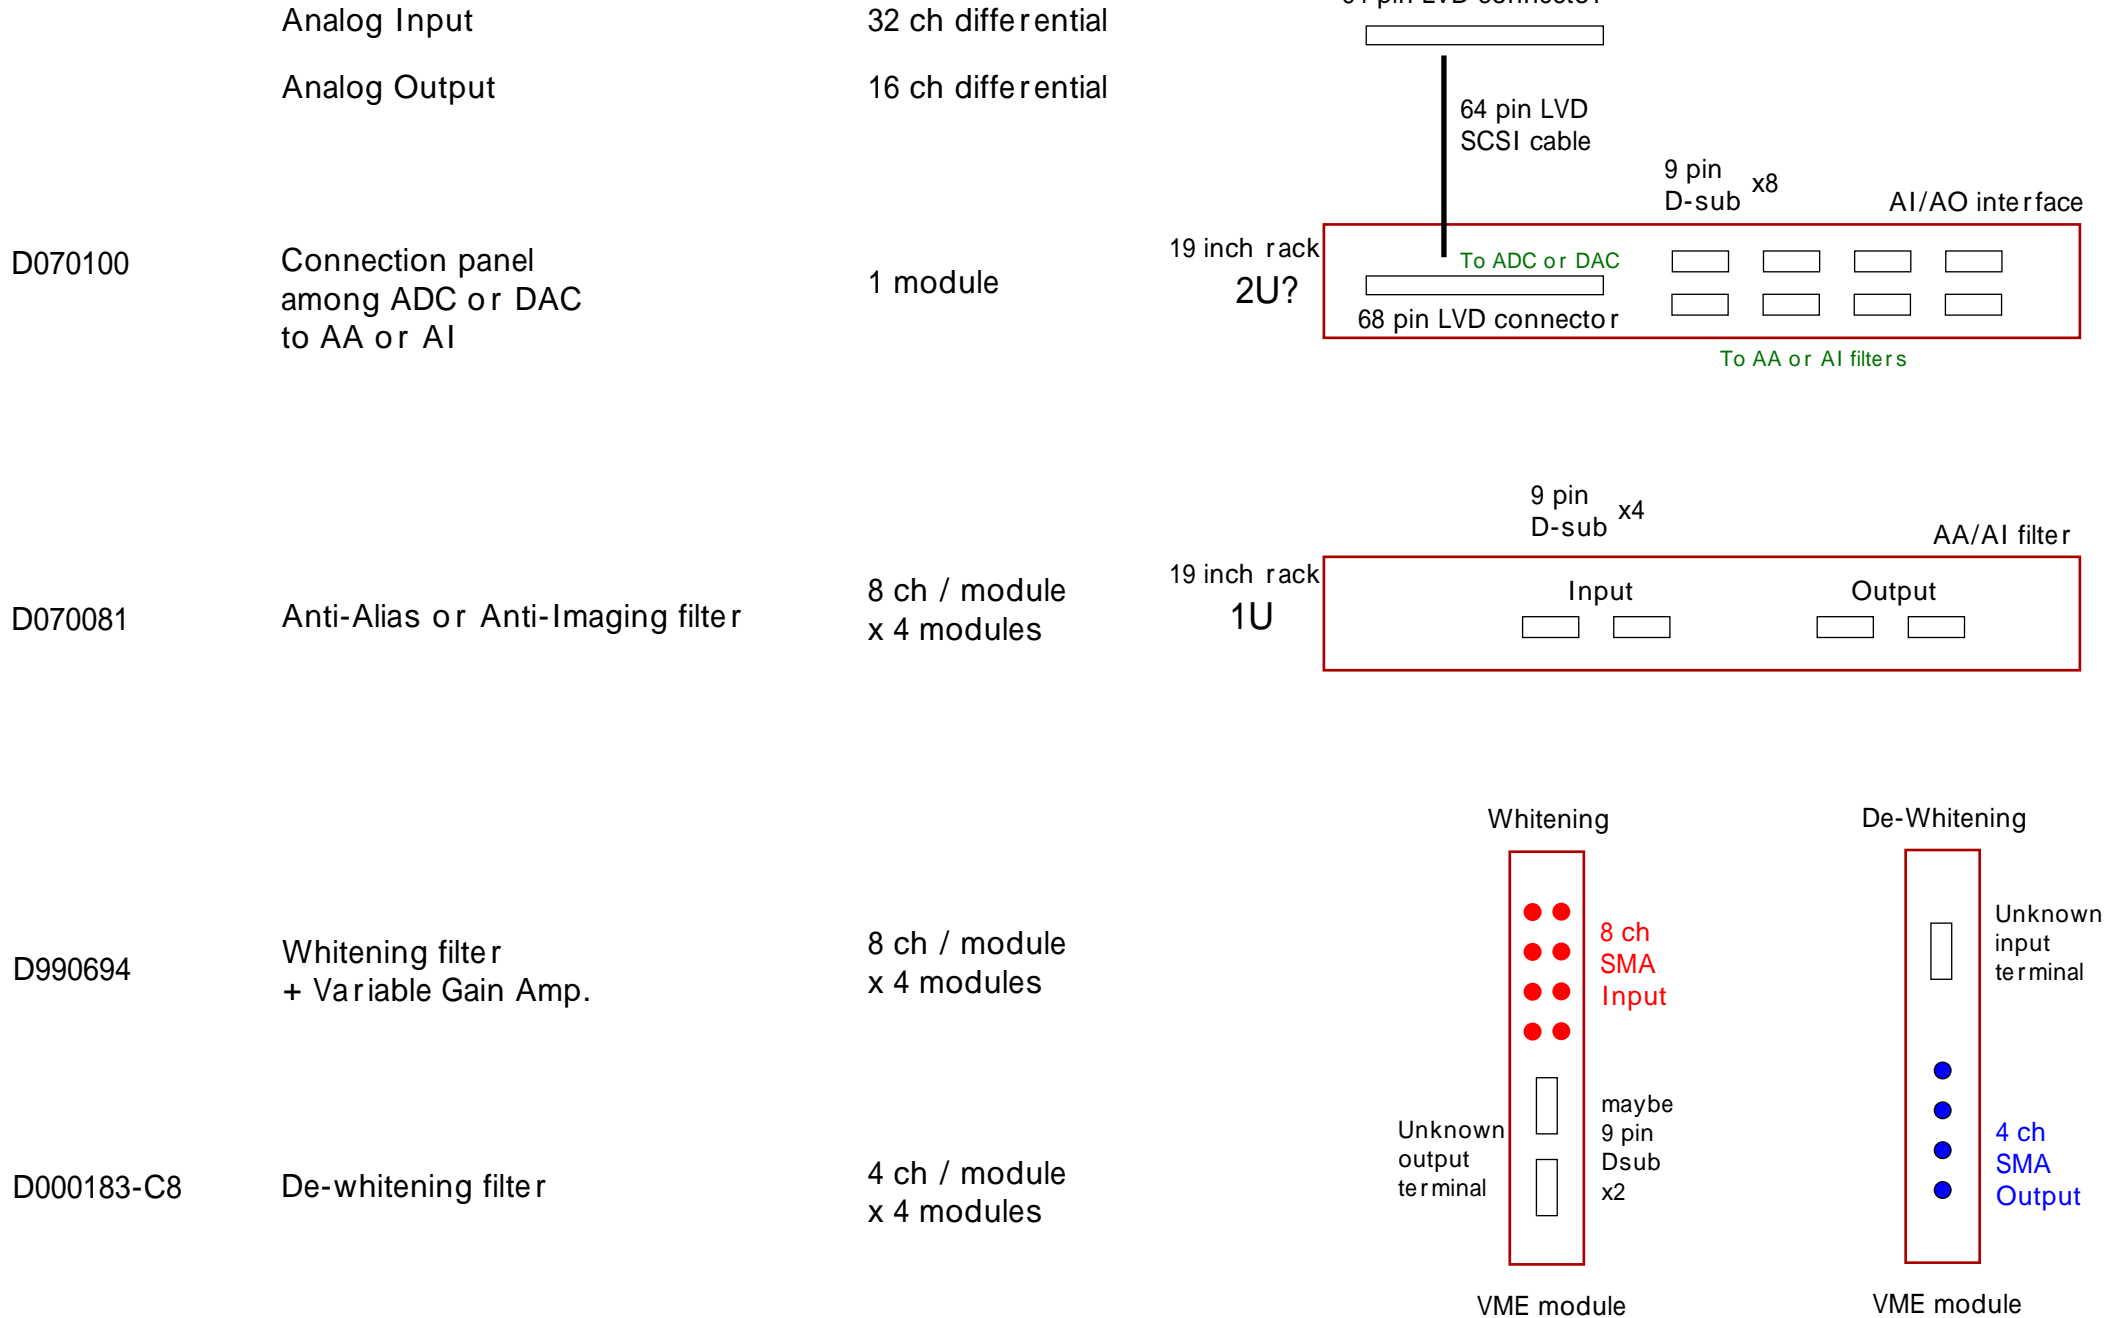 Analog Input
32 ch differential
Analog Output
16 ch differential
64 pin LVD
SCSI cable
9 pin
D-sub
x8
AI/AO interface
D070100
Connection panel
among ADC or DAC
to AA or AI
1 module
19 inch rack
2U?
To ADC or DAC
68 pin LVD connector
To AA or AI filters
9 pin
D-sub
x4
AA/AI filter
D070081
Anti-Alias or Anti-Imaging filter
8 ch / module
x 4 modules
19 inch rack
1U
Input
Output
Whitening
De-Whitening
D990694
Whitening filter
+ Variable Gain Amp.
8 ch / module
x 4 modules
8 ch
SMA
Input
Unknown
input
terminal
D000183-C8
De-whitening filter
4 ch / module
x 4 modules
Unknown
output
terminal
maybe
9 pin
Dsub
x2
4 ch
SMA
Output
VME module
VME module